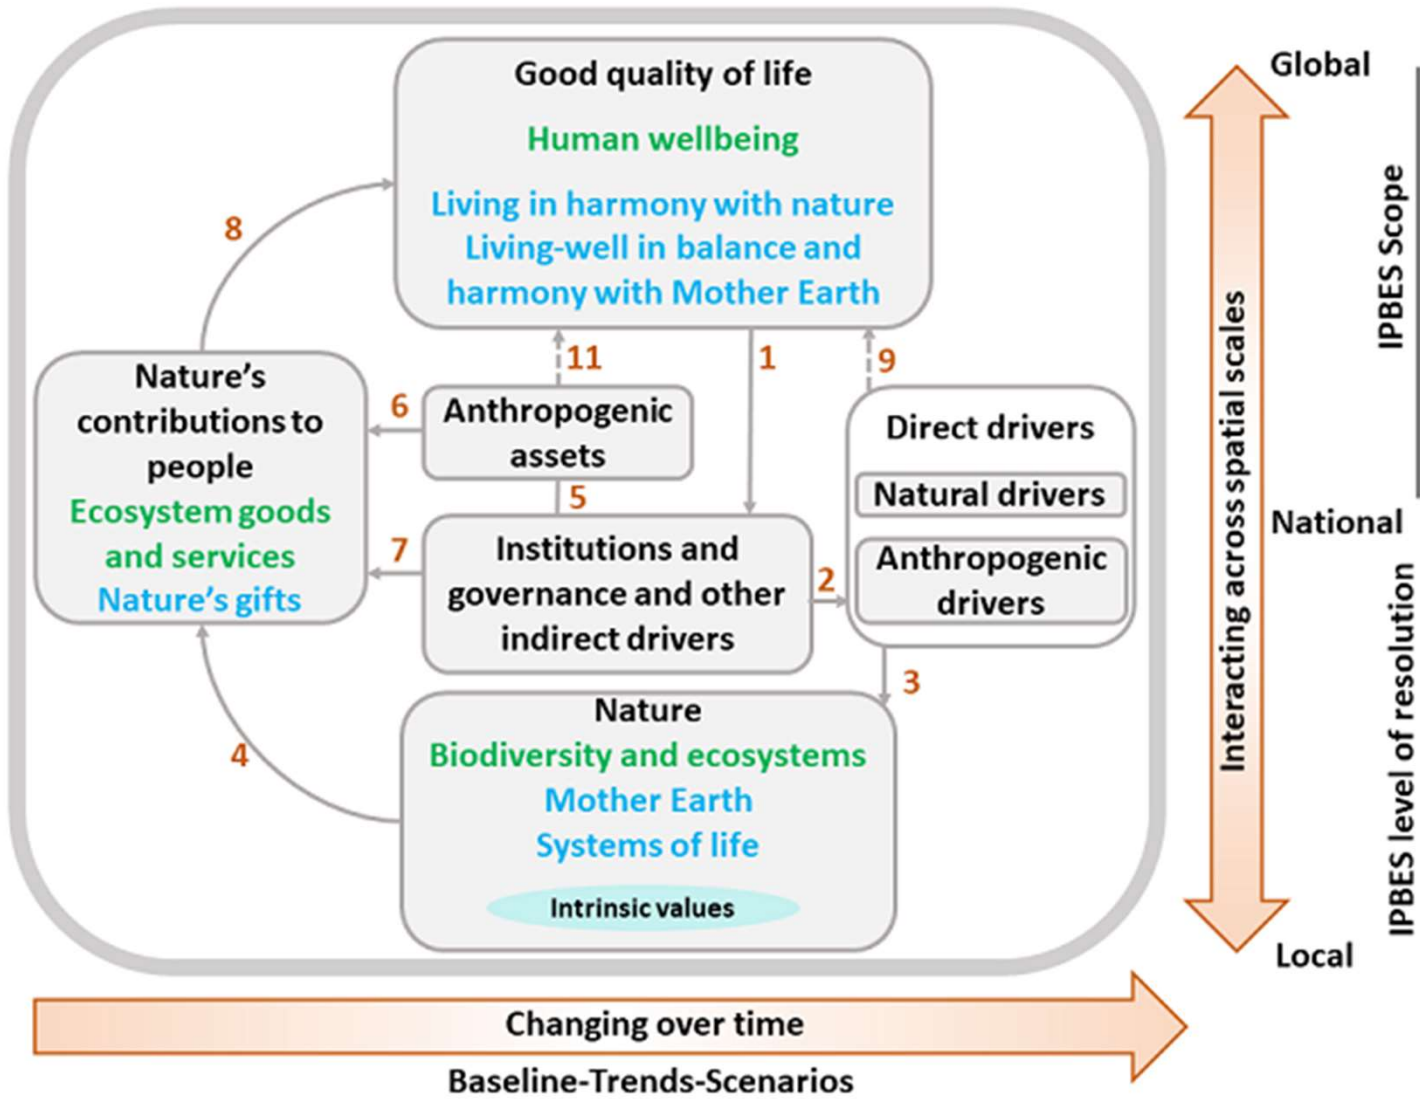 Good quality of life
Human wellbeing
Living in harmony with nature
Living-well in balance and
harmony with Mother Earth
8
11
1
9
Nature's
contributions to
people
Ecosystem goods
and services
Nature's gifts
6
Anthropogenic
assets
5
7
Institutions and
governance and other
indirect drivers
2
Direct drivers
Natural drivers
Anthropogenic
drivers
3
4
Nature
Biodiversity and ecosystems
Mother Earth
Systems of life
Intrinsic values
Global
National
Local
Interacting across spatial scales
IPBES Scope
IPBES level of resolution
Changing over time
Baseline-Trends-Scenarios